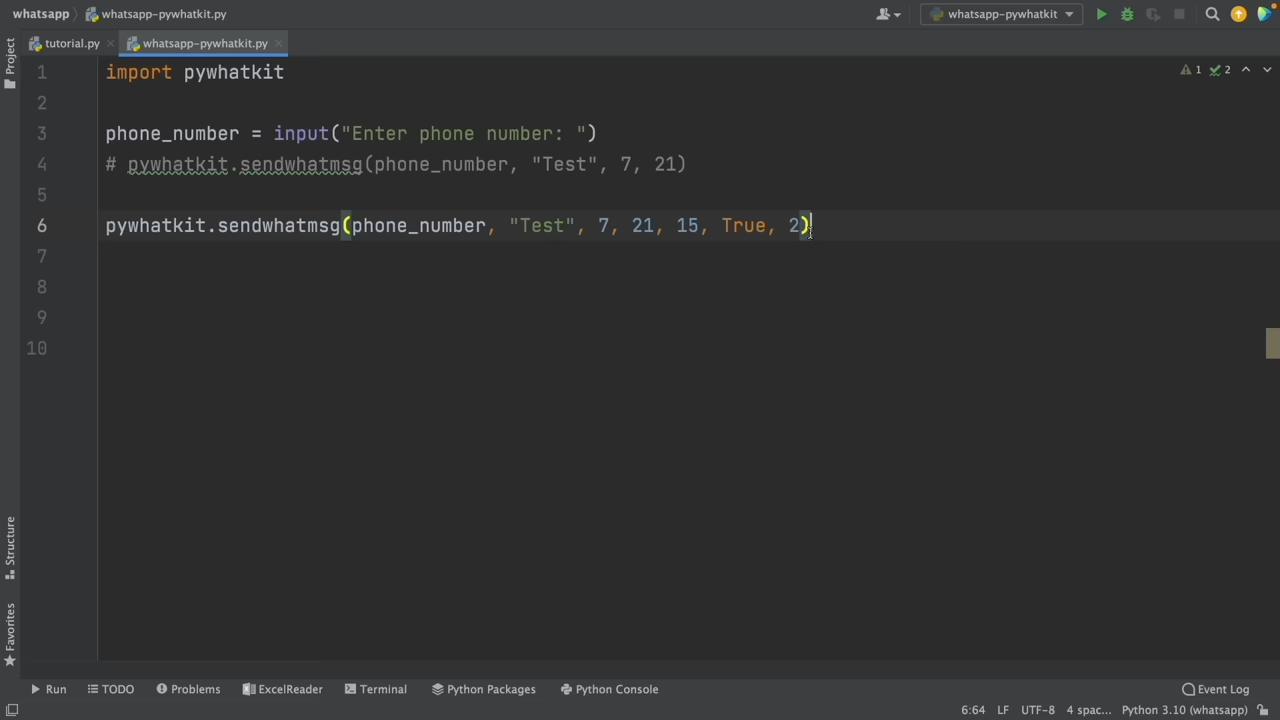 whatsapp whatsapp-pywhatkit.py whatsapp-pywhatkit
tutorial.py whatsapp-pywhatkit.py
Project
1 import pywhatkit 1 2
2
3 phone_number = input("Enter phone number: ")
4 # pywhatkit.sendwhatmsg(phone_number, "Test", 7, 21)
5
6 pywhatkit.sendwhatmsg(phone_number, "Test", 7, 21, 15, True, 2)
7
8
9
10
Structure
Favorites
Run TODO Problems ExcelReader Terminal Python Packages Python Console Event Log
6:64 LF UTF-8 4 spac... Python 3.10 (whatsapp)